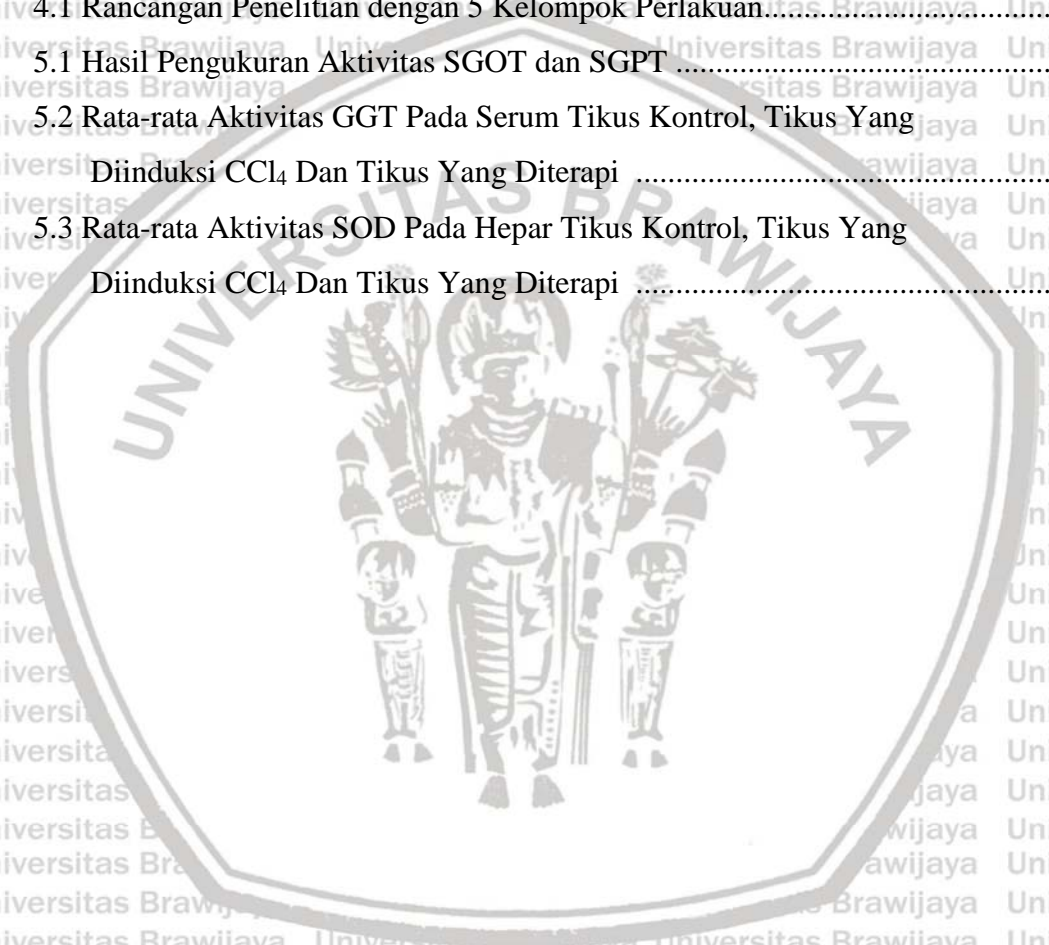 4.1 Rancangan Penelitian dengan 5 Kelompok Perlakuan........................................
5.1 Hasil Pengukuran Aktivitas SGOT dan SGPT ........................................
5.2 Rata-rata Aktivitas GGT Pada Serum Tikus Kontrol, Tikus Yang
Diinduksi CCl₄ Dan Tikus Yang Diterapi ........................................
5.3 Rata-rata Aktivitas SOD Pada Hepar Tikus Kontrol, Tikus Yang
Diinduksi CCl₄ Dan Tikus Yang Diterapi ........................................
UNIVERSITAS BRAWIJAYA